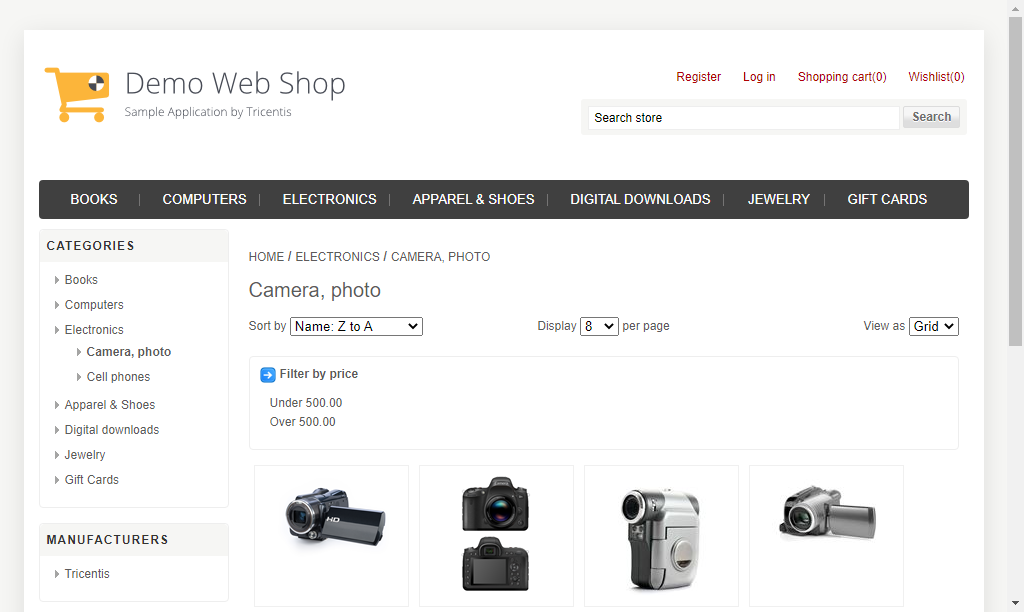 Demo Web Shop
Sample Application by Tricentis
Register Log in Shopping cart(0) Wishlist(0)
Search store Search
BOOKS COMPUTERS ELECTRONICS APPAREL & SHOES DIGITAL DOWNLOADS JEWELRY GIFT CARDS
CATEGORIES
Books
Computers
Electronics
Camera, photo
Cell phones
Apparel & Shoes
Digital downloads
Jewelry
Gift Cards
MANUFACTURERS
Tricentis
HOME / ELECTRONICS / CAMERA, PHOTO
Camera, photo
Sort by Name: Z to A Display 8 per page View as Grid
Filter by price
Under 500.00
Over 500.00
HD